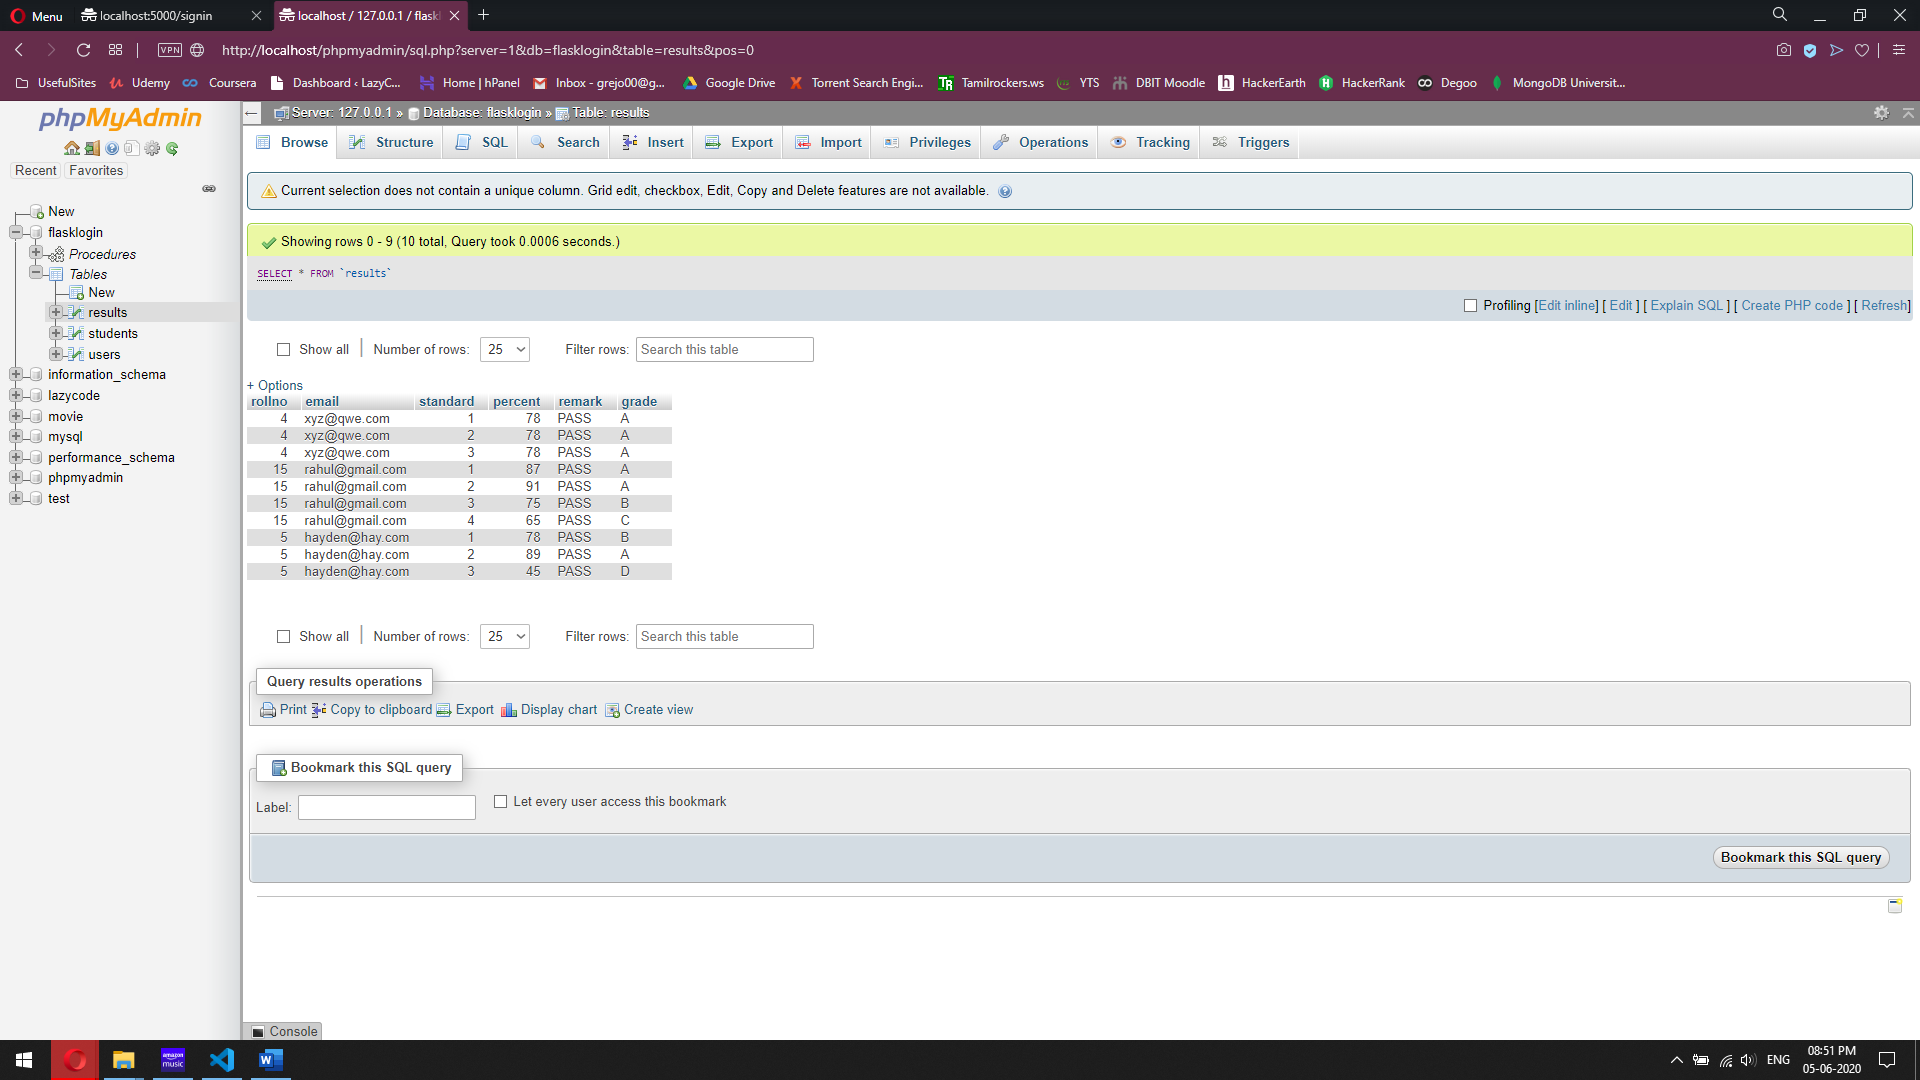 Menu
localhost:5000/signin
localhost / 127.0.0.1 / flaskl
VPN
http://localhost/phpmyadmin/sql.php?server=1&db=flasklogin&table=results&pos=0
UsefulSites Udemy Coursera Dashboard ‹ LazyC... Home | hPanel Inbox - grejo00@g... Google Drive Torrent Search Engi... Tamilrockers.ws YTS DBIT Moodle HackerEarth HackerRank Degoo MongoDB Universit...
phpMyAdmin
Recent Favorites
New
flasklogin
Procedures
Tables
New
results
students
users
information_schema
lazycode
movie
mysql
performance_schema
phpmyadmin
test
Server: 127.0.0.1 » Database: flasklogin » Table: results
Browse Structure SQL Search Insert Export Import Privileges Operations Tracking Triggers
Current selection does not contain a unique column. Grid edit, checkbox, Edit, Copy and Delete features are not available.
Showing rows 0 - 9 (10 total, Query took 0.0006 seconds.)
SELECT * FROM `results`
Profiling [Edit inline] [ Edit ] [ Explain SQL ] [ Create PHP code ] [ Refresh]
Show all | Number of rows: 25 Filter rows: Search this table
+ Options
rollno email standard percent remark grade
4 xyz@qwe.com 1 78 PASS A
4 xyz@qwe.com 2 78 PASS A
4 xyz@qwe.com 3 78 PASS A
15 rahul@gmail.com 1 87 PASS A
15 rahul@gmail.com 2 91 PASS A
15 rahul@gmail.com 3 75 PASS B
15 rahul@gmail.com 4 65 PASS C
5 hayden@hay.com 1 78 PASS B
5 hayden@hay.com 2 89 PASS A
5 hayden@hay.com 3 45 PASS D
Show all | Number of rows: 25 Filter rows: Search this table
Query results operations
Print Copy to clipboard Export Display chart Create view
Bookmark this SQL query
Label: Let every user access this bookmark
Bookmark this SQL query
Console
amazon music
ENG
08:51 PM
05-06-2020